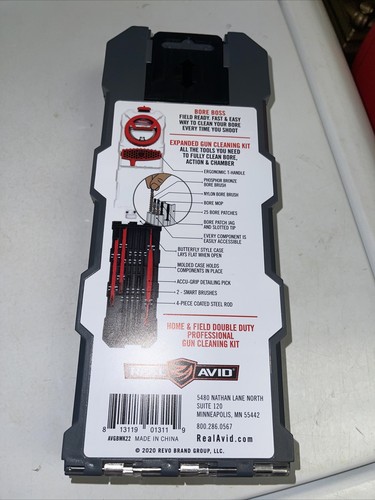 BORE BOSS
FIELD READY. FAST & EASY
WAY TO CLEAN YOUR BORE
EVERY TIME YOU SHOOT
EXPANDED GUN CLEANING KIT
ALL THE TOOLS YOU NEED
TO FULLY CLEAN BORE,
ACTION & CHAMBER
ERGONOMIC T-HANDLE
PHOSPHOR BRONZE
BORE BRUSH
NYLON BORE BRUSH
BORE MOP
25 BORE PATCHES
BORE PATCH JAG
AND SLOTTED TIP
EVERY COMPONENT IS
EASILY ACCESSIBLE
BUTTERFLY STYLE CASE
LAYS FLAT WHEN OPEN
MOLDED CASE HOLDS
COMPONENTS IN PLACE
ACCU-GRIP DETAILING PICK
2 - SMART BRUSHES
4-PIECE COATED STEEL ROD
HOME & FIELD DOUBLE DUTY
PROFESSIONAL
GUN CLEANING KIT
REAL AVID
5480 NATHAN LANE NORTH
SUITE 120
MINNEAPOLIS, MN 55442
800.286.0567
RealAvid.com
8 13119 01311 9
AVGBMK22 MADE IN CHINA
© 2020 REVO BRAND GROUP, LLC.